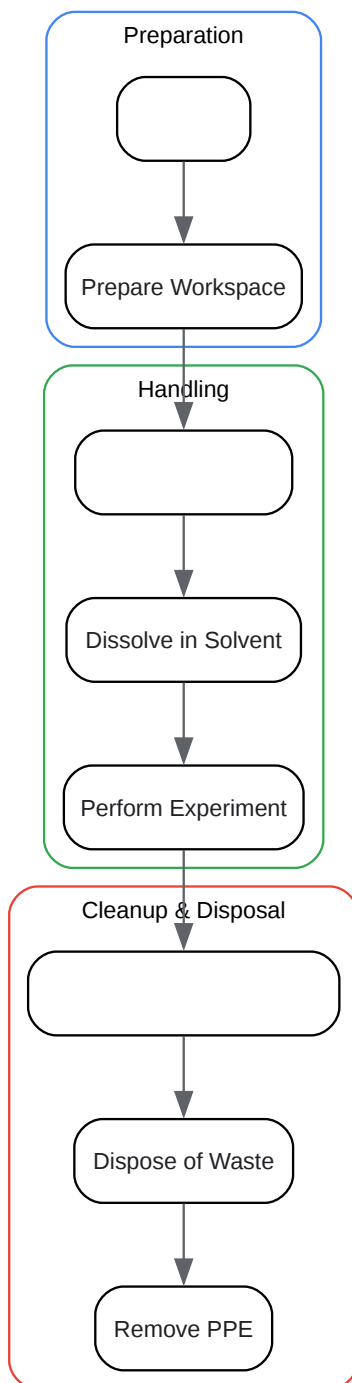 Preparation
Prepare Workspace
Handling
Dissolve in Solvent
Perform Experiment
Cleanup & Disposal
Dispose of Waste
Remove PPE